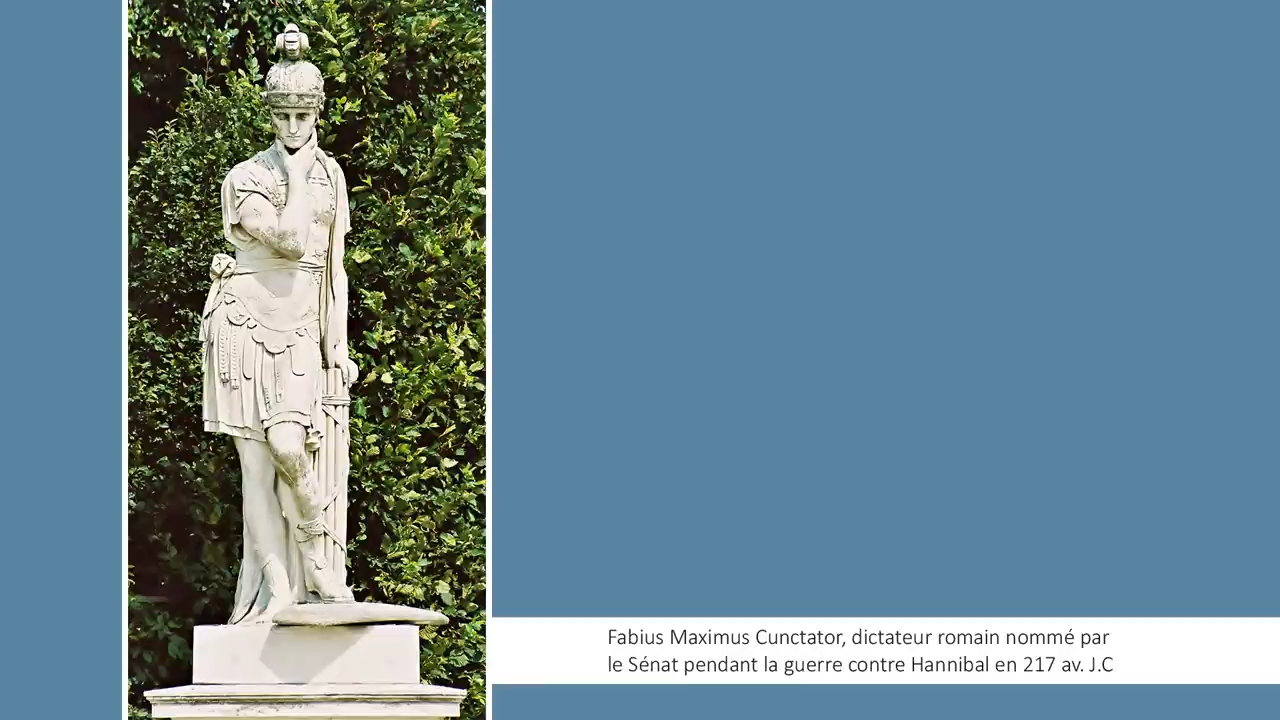 Fabius Maximus Cunctator, dictateur romain nommé par
le Sénat pendant la guerre contre Hannibal en 217 av. J.C